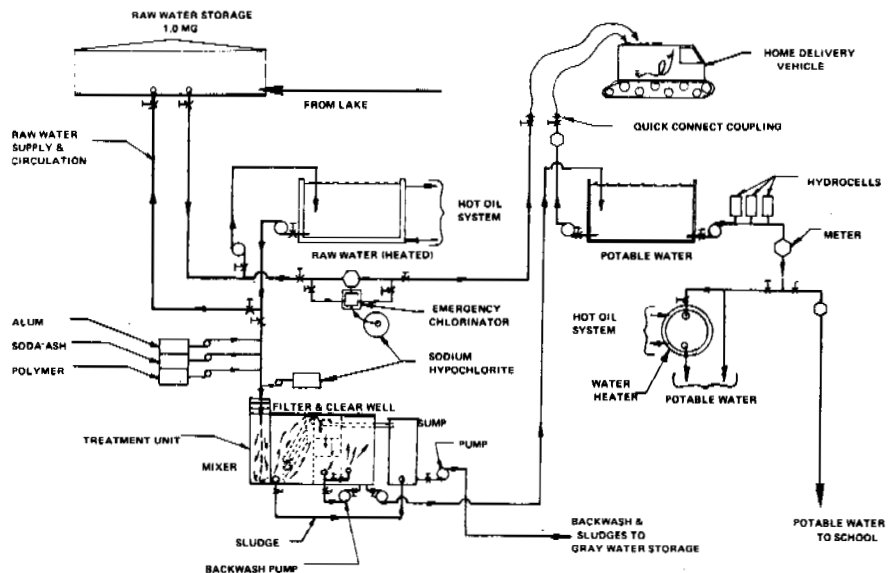 RAW WATER STORAGE
1.0 MG
FROM LAKE
HOME DELIVERY
VEHICLE
QUICK CONNECT COUPLING
RAW WATER
SUPPLY &
CIRCULATION
HOT OIL
SYSTEM
RAW WATER (HEATED)
HYDROCELLS
METER
POTABLE WATER
EMERGENCY
CHLORINATOR
ALUM
SODA ASH
POLYMER
SODIUM
HYPOCHLORITE
HOT OIL
SYSTEM
WATER
HEATER
POTABLE WATER
FILTER & CLEAR WELL
SUMP
PUMP
TREATMENT UNIT
MIXER
SLUDGE
BACKWASH PUMP
BACKWASH &
SLUDGES TO
GRAY WATER STORAGE
POTABLE WATER
TO SCHOOL